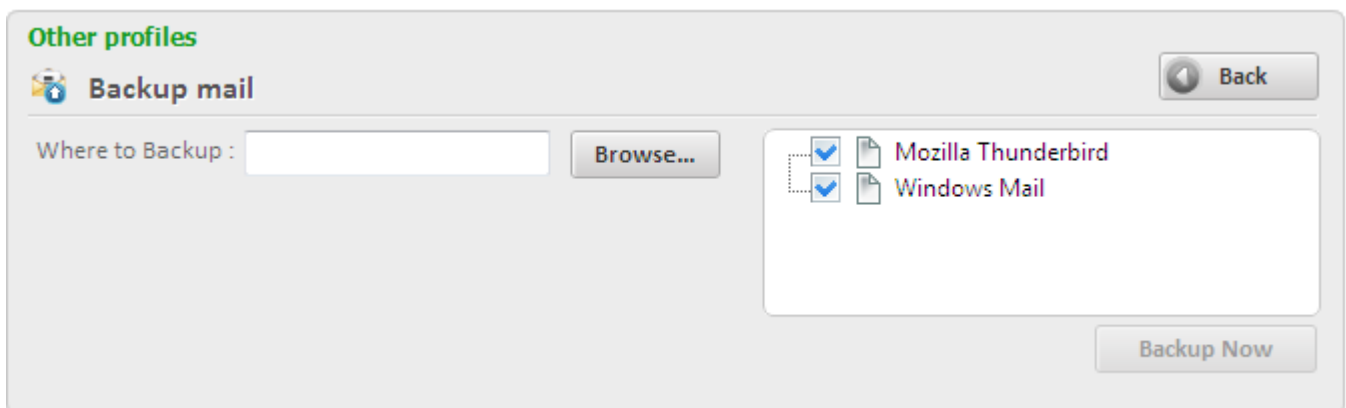 Other profiles
Backup mail
Back
Where to Backup :
Browse...
Mozilla Thunderbird
Windows Mail
Backup Now